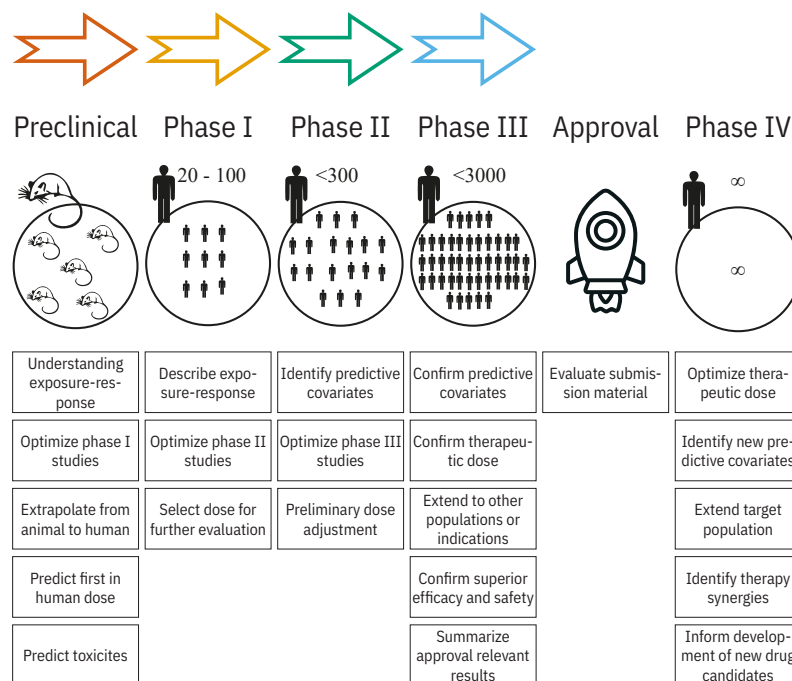 Preclinical
Phase I
Phase II
Phase III
Approval
Phase IV
20 - 100
<300
<3000
∞
∞
Understanding
exposure-res-
ponse
Describe expo-
sure-response
Identify predictive
covariates
Confirm predictive
covariates
Evaluate submis-
sion material
Optimize thera-
peutic dose
Optimize phase I
studies
Optimize phase II
studies
Optimize phase III
studies
Confirm therapeu-
tic dose
Identify new pre-
dictive covariates
Extrapolate from
animal to human
Select dose for
further evaluation
Preliminary dose
adjustment
Extend to other
populations or
indications
Extend target
population
Predict first in
human dose
Confirm superior
efficacy and safety
Identify therapy
synergies
Predict toxicites
Summarize
approval relevant
results
Inform develop-
ment of new drug
candidates